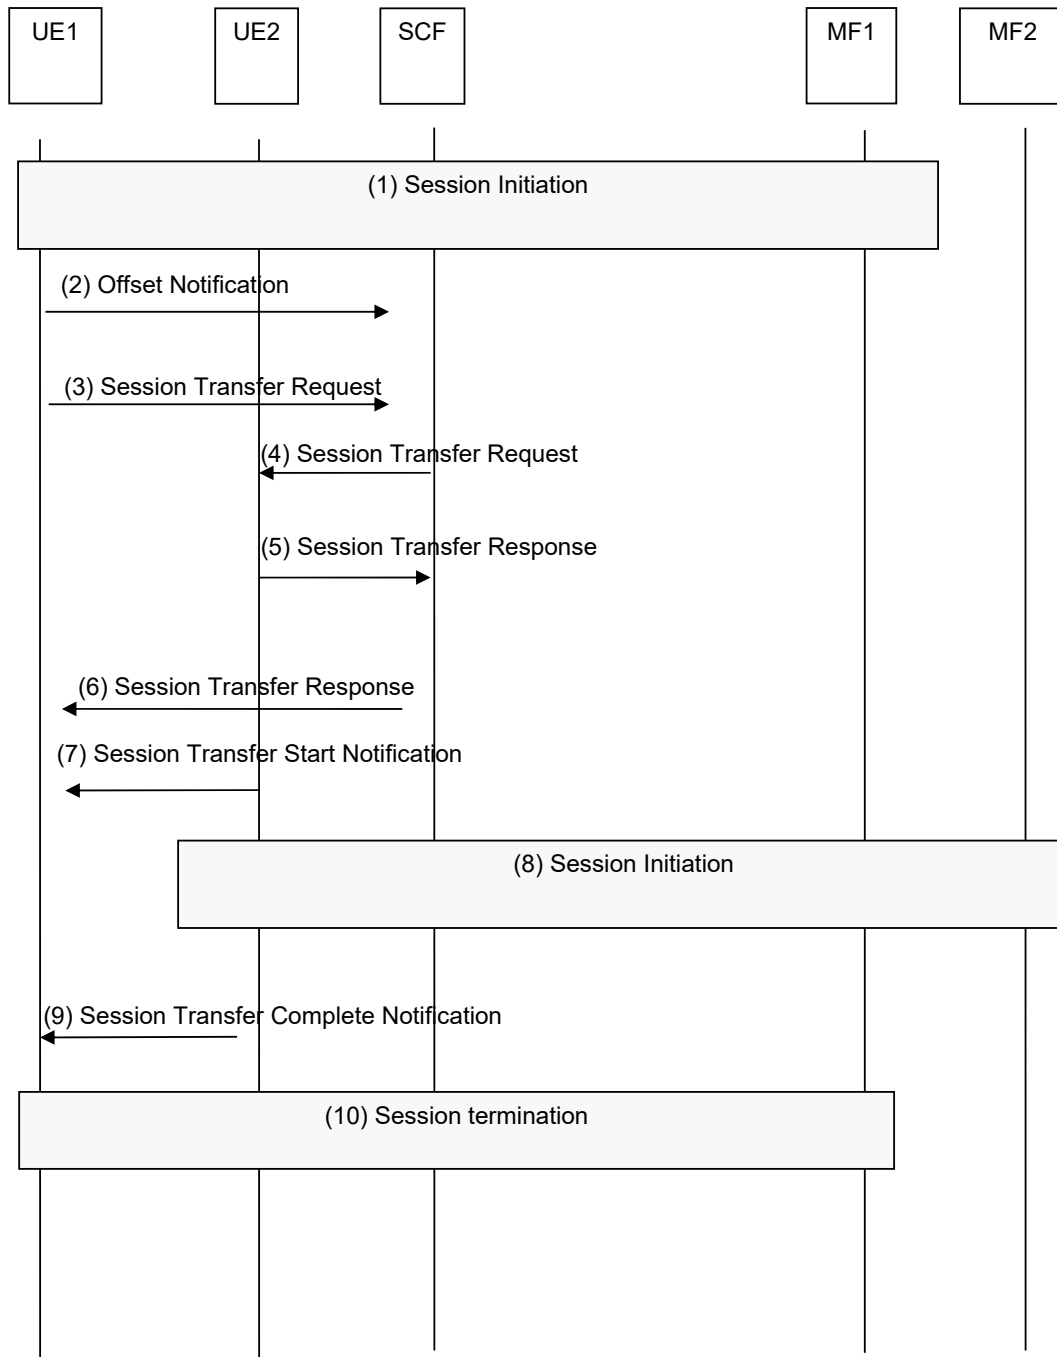 UE1
UE2
SCF
MF1
MF2
(1) Session Initiation
(2) Offset Notification
(3) Session Transfer Request
(4) Session Transfer Request
(5) Session Transfer Response
(6) Session Transfer Response
(7) Session Transfer Start Notification
(8) Session Initiation
(9) Session Transfer Complete Notification
(10) Session termination